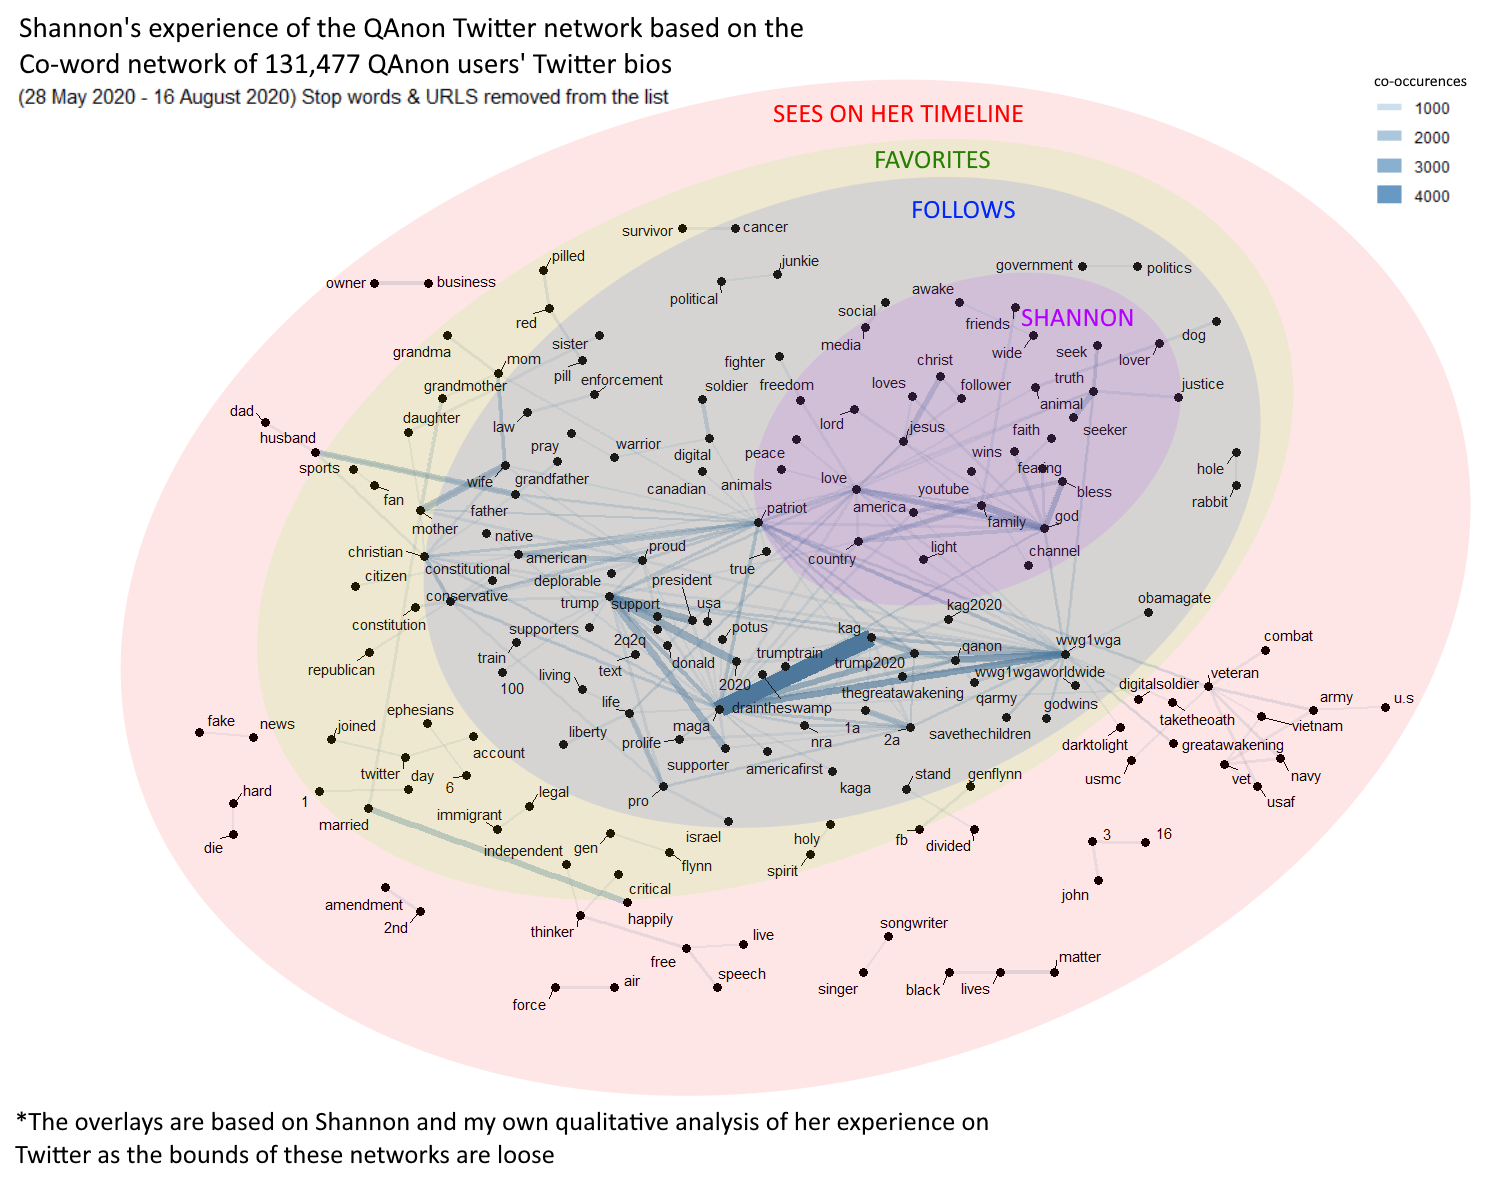 Shannon's experience of the QAnon Twitter network based on the
Co-word network of 131,477 QAnon users' Twitter bios
(28 May 2020 - 16 August 2020) Stop words & URLS removed from the list
co-occurences
1000
2000
3000
4000
SEES ON HER TIMELINE
FAVORITES
FOLLOWS
SHANNON
survivor
cancer
pilled
junkie
government
politics
owner
business
political
awake
red
social
friends
dog
grandma
sister
media
wide
seek
lover
mom
fighter
christ
pill
enforcement
grandmother
soldier
freedom
loves
follower
truth
justice
animal
dad
daughter
law
lord
husband
pray
warrior
jesus
faith
seeker
sports
digital
peace
wins
fearing
hole
wife
grandfather
canadian
animals
love
youtube
bless
rabbit
fan
father
patriot
america
family
god
mother
native
christian
american
proud
country
light
channel
constitutional
true
citizen
deplorable
president
conservative
trump
support
usa
kag2020
obamagate
constitution
supporters
2q2q
potus
kag
qanon
wwg1wga
combat
republican
train
text
donald
trumptrain
trump2020
wwg1wgaworldwide
veteran
100
living
2020
draintheswamp
thegreatawakening
qarmy
godwins
digitalsoldier
army
u.s
life
taketheoath
vietnam
fake
news
joined
ephesians
liberty
maga
1a
savethechildren
account
prolife
nra
2a
darktolight
greatawakening
twitter
day
6
supporter
americafirst
stand
genflynn
usmc
vet
navy
hard
1
legal
pro
kaga
usaf
married
immigrant
israel
holy
fb
divided
3
16
die
independent
gen
flynn
spirit
amendment
critical
john
2nd
happily
thinker
live
songwriter
free
speech
matter
force
air
singer
black
lives
*The overlays are based on Shannon and my own qualitative analysis of her experience on
Twitter as the bounds of these networks are loose